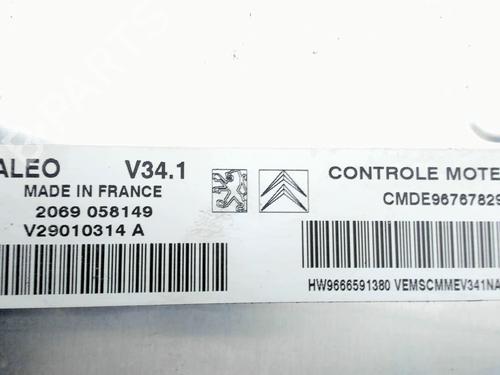 ALEO V34.1
MADE IN FRANCE
2069 058149
V29010314 A
CONTROLE MOTE
CMDE96767829
HW9666591380 VEMSCMMEV341NA